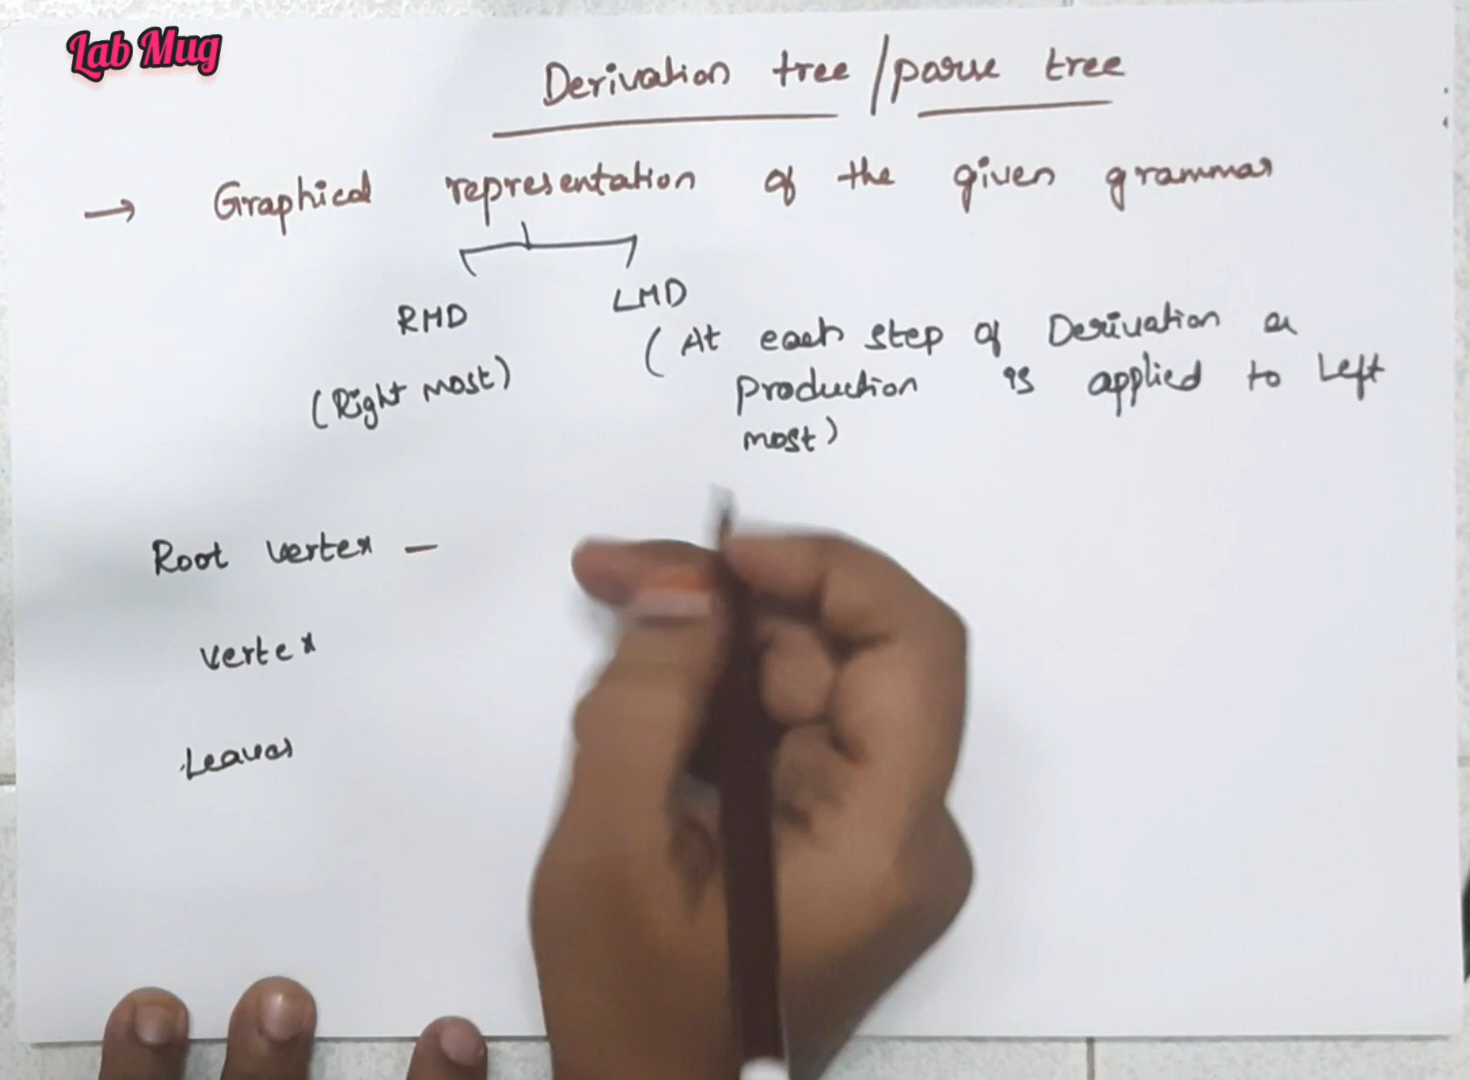 Lab Mug
Derivation tree / parse tree
→ Graphical representation of the given grammar
RMD LMD
(Right most) (At each step of Derivation a
production is applied to Left
most)
Root vertex —
vertex
Leaves